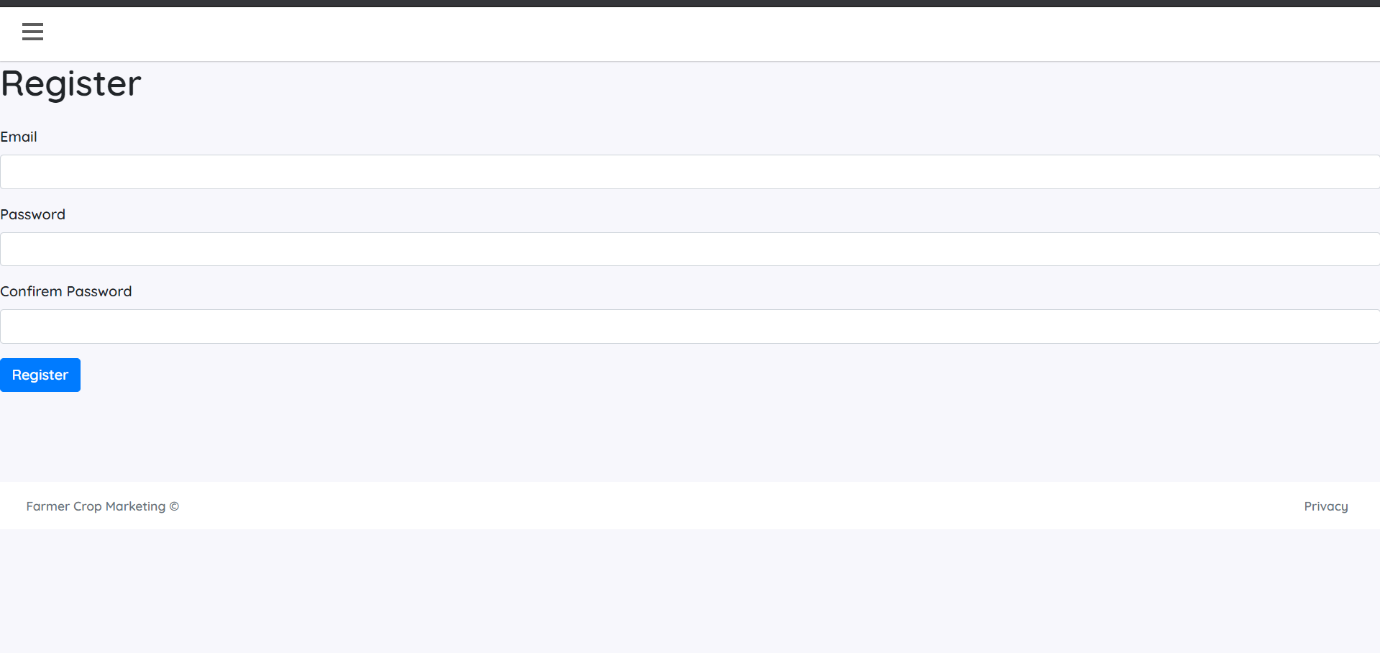 Register
Email
Password
Confirem Password
Register
Farmer Crop Marketing ©
Privacy